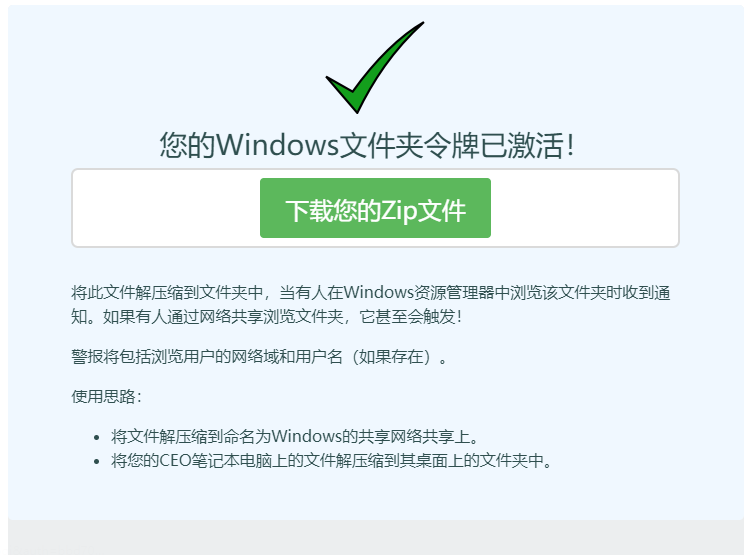 您的Windows文件夹令牌已激活！
下载您的Zip文件
将此文件解压缩到文件夹中，当有人在Windows资源管理器中浏览该文件夹时收到通
知。如果有人通过网络共享浏览文件夹，它甚至会触发！
警报将包括浏览用户的网络域和用户名（如果存在）。
使用思路：
• 将文件解压缩到命名为Windows的共享网络共享上。
• 将您的CEO笔记本电脑上的文件解压缩到其桌面上的文件夹中。